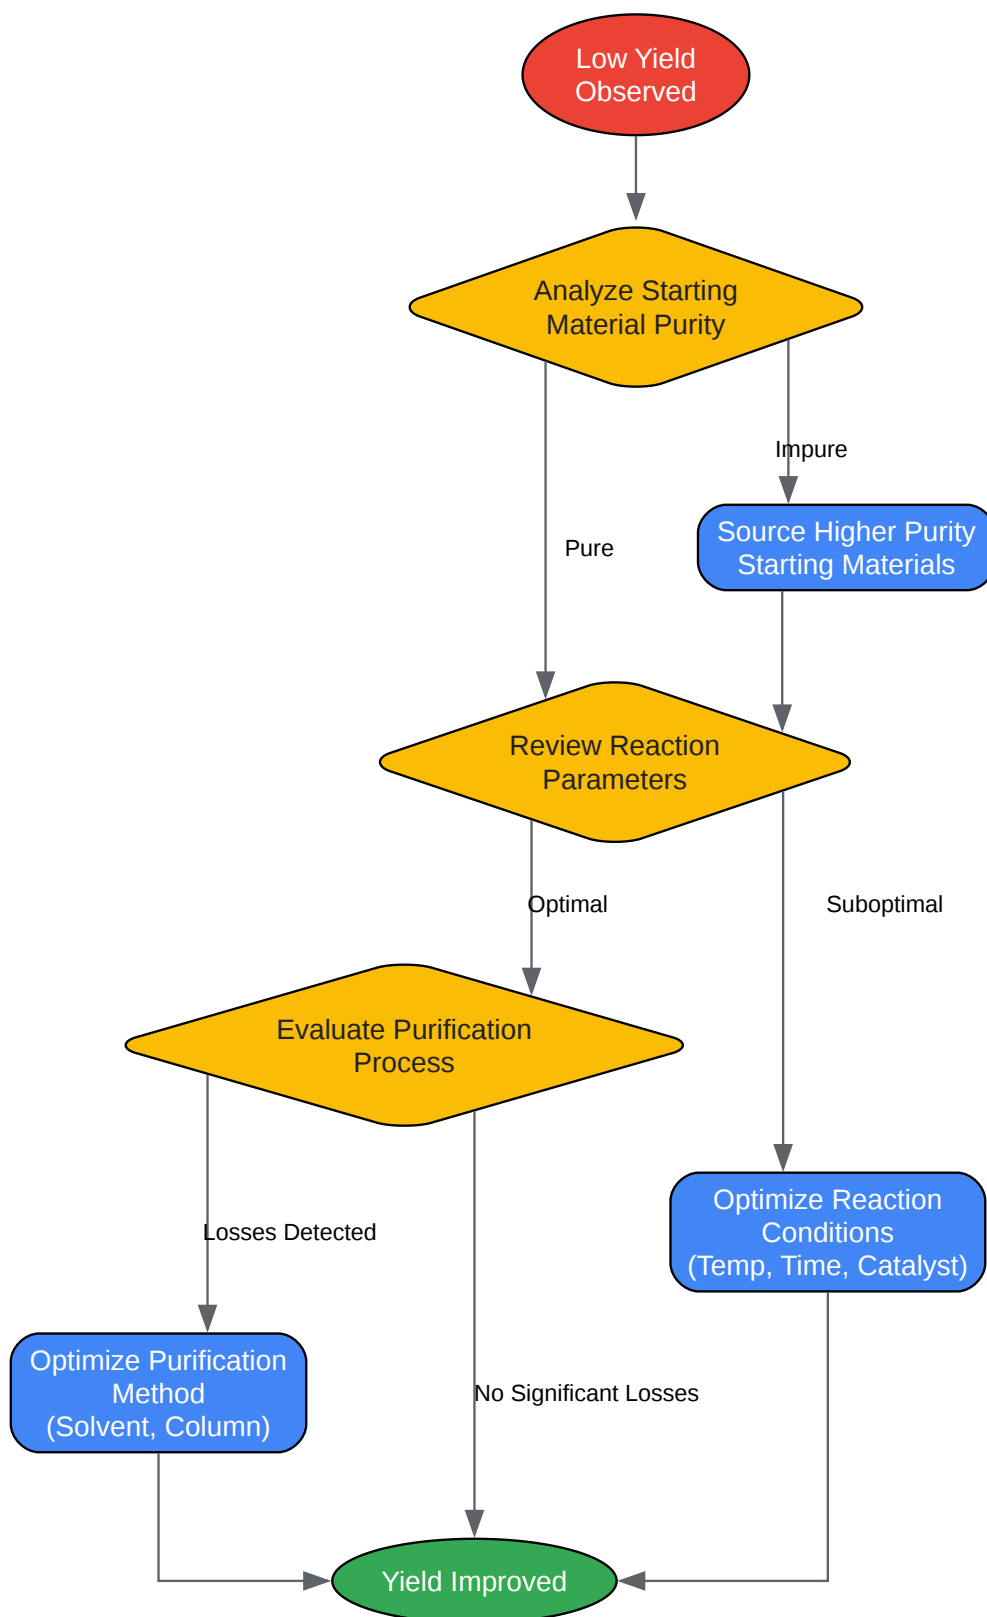 Low Yield
Observed
Analyze Starting
Material Purity
Impure
Source Higher Purity
Starting Materials
Pure
Review Reaction
Parameters
Optimal
Suboptimal
Evaluate Purification
Process
Losses Detected
Optimize Reaction
Conditions
(Temp, Time, Catalyst)
Optimize Purification
Method
(Solvent, Column)
No Significant Losses
Yield Improved